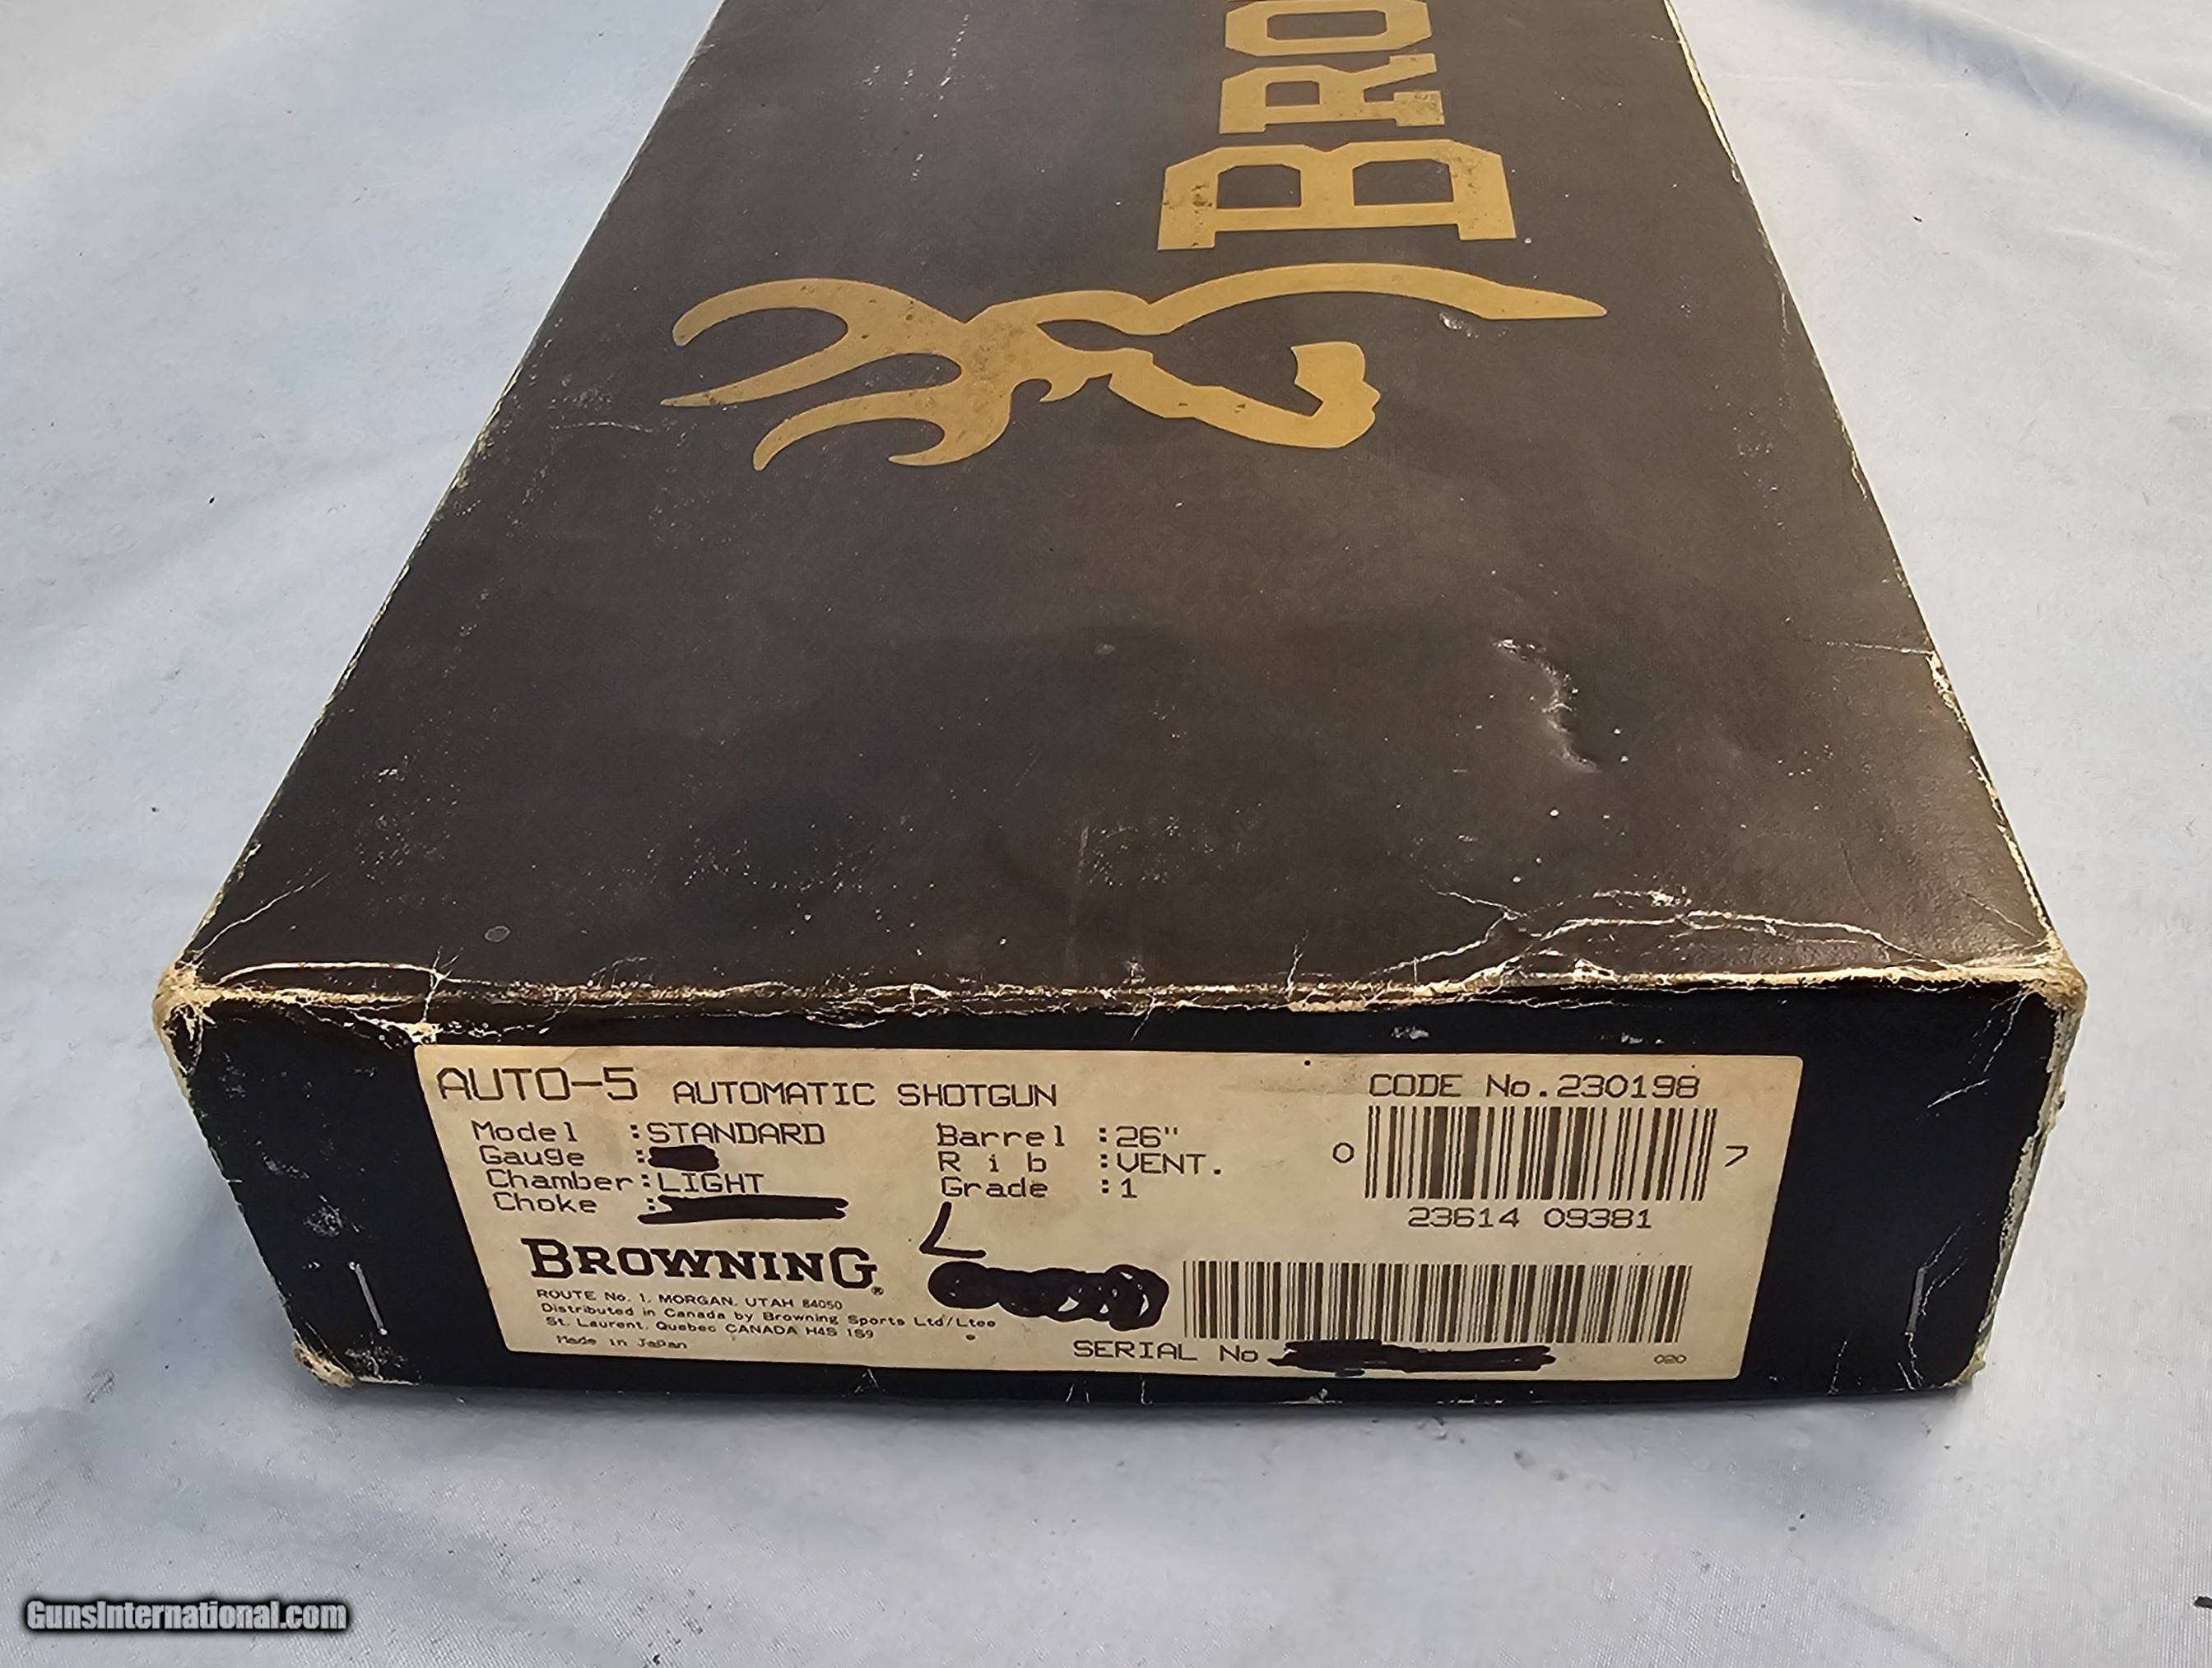 BRO
AUTO-5 AUTOMATIC SHOTGUN
Model :STANDARD
Gauge :
Chamber:LIGHT
Choke :
Barrel :26"
Rib :VENT.
Grade :1
CODE No.230198
0 7
23614 09381
L
BROWNING®
ROUTE No. 1, MORGAN, UTAH 84050
Distributed in Canada by Browning Sports Ltd/Ltee
St. Laurent, Quebec CANADA H4S 1S9
Made in Japan
SERIAL No
020
GunsInternational.com